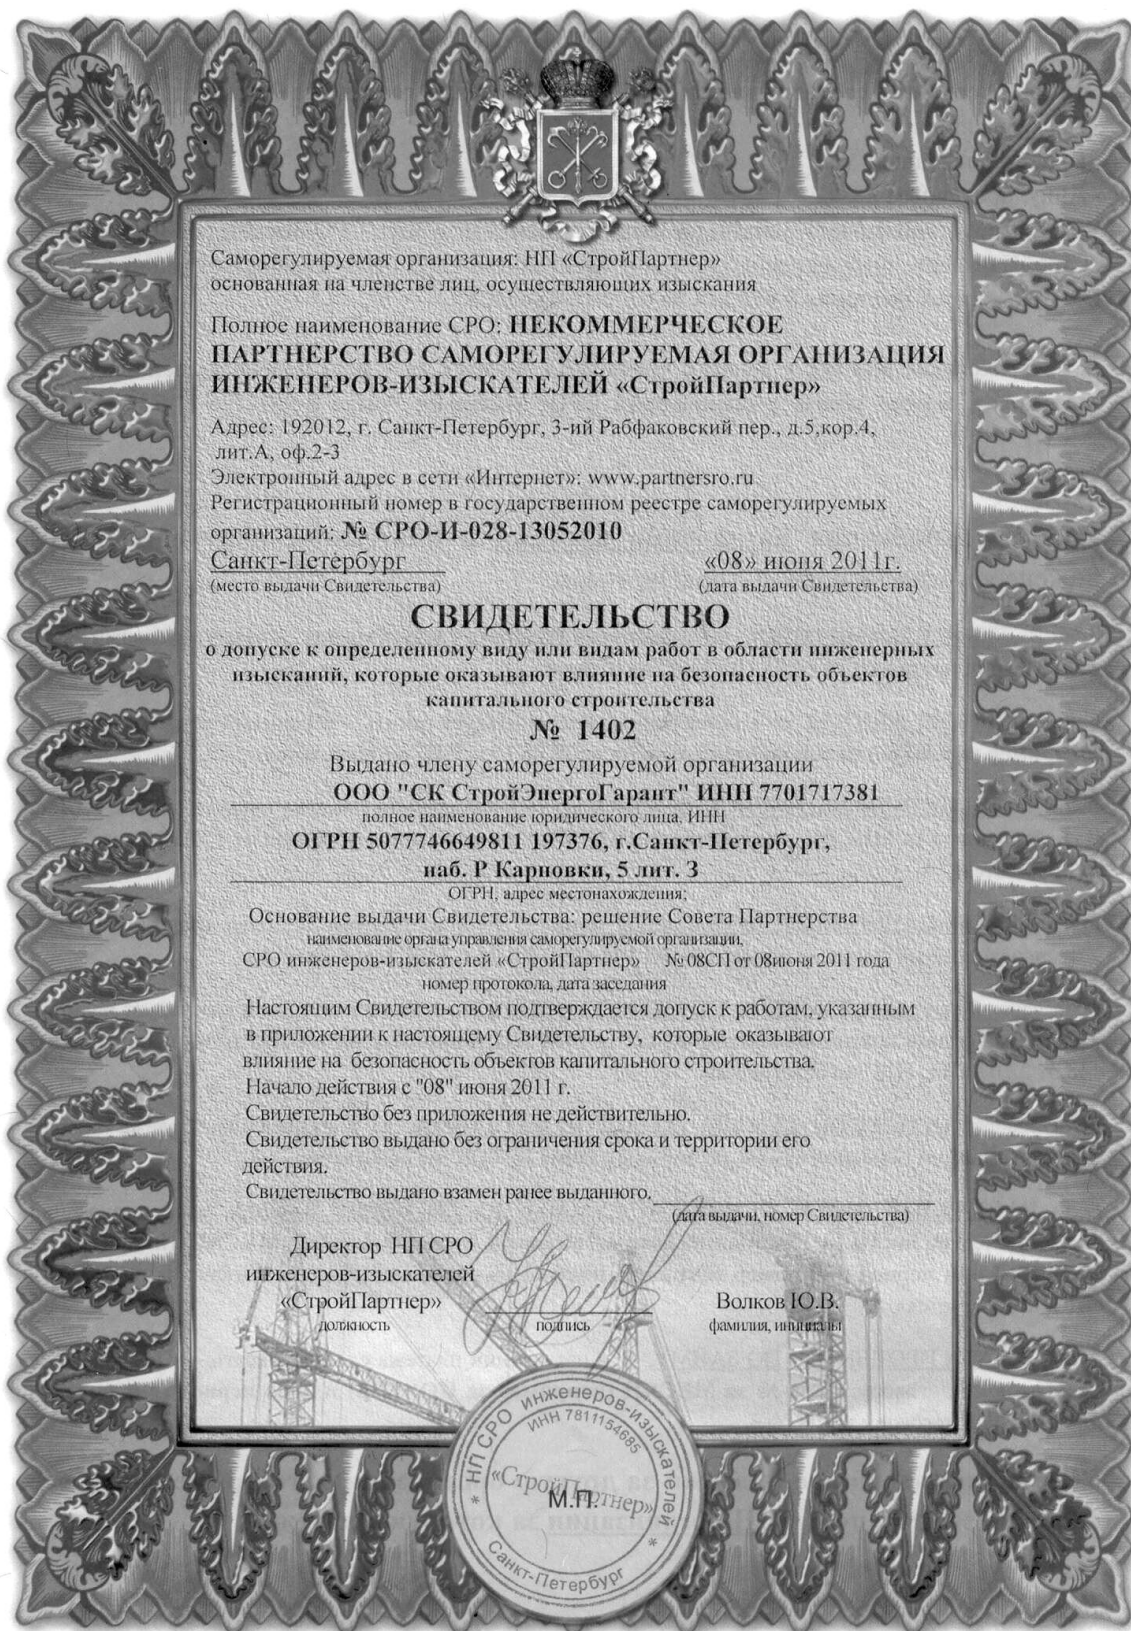 Саморегулируемая организация: НП «СтройПартнер»
основанная на членстве лиц, осуществляющих изыскания
Полное наименование СРО: НЕКОММЕРЧЕСКОЕ
ПАРТНЕРСТВО САМОРЕГУЛИРУЕМАЯ ОРГАНИЗАЦИЯ
ИНЖЕНЕРОВ-ИЗЫСКАТЕЛЕЙ «СтройПартнер»
Адрес: 192012, г. Санкт-Петербург, 3-ий Рабфаковский пер., д.5,кор.4,
лит.А, оф.2-3
Электронный адрес в сети «Интернет»: www.partnersro.ru
Регистрационный номер в государственном реестре саморегулируемых
организаций: № СРО-И-028-13052010
Санкт-Петербург «08» июня 2011г.
(место выдачи Свидетельства) (дата выдачи Свидетельства)
СВИДЕТЕЛЬСТВО
о допуске к определенному виду или видам работ в области инженерных
изысканий, которые оказывают влияние на безопасность объектов
капитального строительства
№ 1402
Выдано члену саморегулируемой организации
ООО "СК СтройЭнергоГарант" ИНН 7701717381
полное наименование юридического лица, ИНН
ОГРН 5077746649811 197376, г.Санкт-Петербург,
наб. Р Карповки, 5 лит. З
ОГРН, адрес местонахождения;
Основание выдачи Свидетельства: решение Совета Партнерства
наименование органа управления саморегулируемой организации,
СРО инженеров-изыскателей «СтройПартнер» № 08СП от 08июня 2011 года
номер протокола, дата заседания
Настоящим Свидетельством подтверждается допуск к работам, указанным
в приложении к настоящему Свидетельству, которые оказывают
влияние на безопасность объектов капитального строительства.
Начало действия с "08" июня 2011 г.
Свидетельство без приложения не действительно.
Свидетельство выдано без ограничения срока и территории его
действия.
Свидетельство выдано взамен ранее выданного.
(дата выдачи, номер Свидетельства)
Директор НП СРО
инженеров-изыскателей
«СтройПартнер» Волков Ю.В.
должность подпись фамилия, инициалы
* НП СРО инженеров-изыскателей *
ИНН 7811154685
«СтройПартнер»
М.П.
Санкт-Петербург